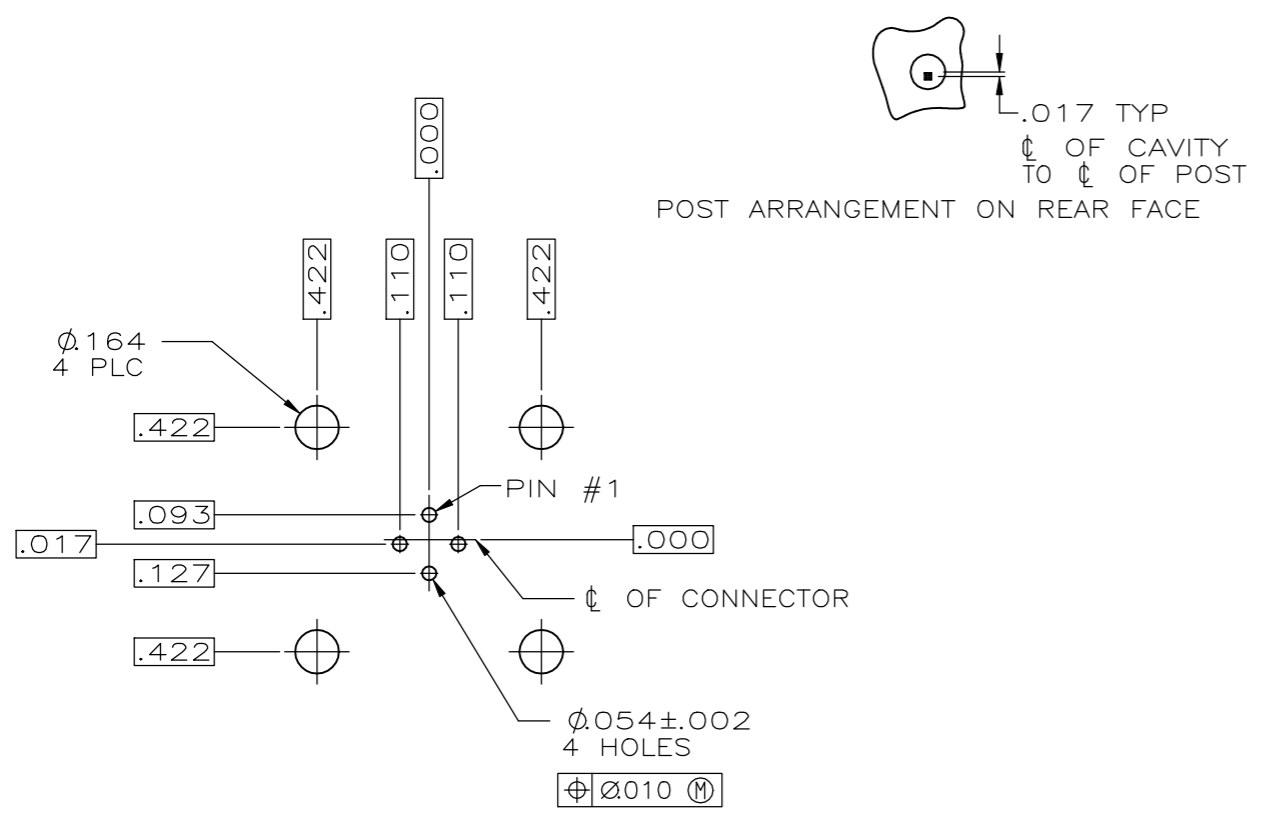 .017 TYP
℄ OF CAVITY
TO ℄ OF POST
POST ARRANGEMENT ON REAR FACE
.000
.422
.110
.110
.422
Ø.164
4 PLC
.422
.093
PIN #1
.017
.000
.127
℄ OF CONNECTOR
.422
Ø.054±.002
4 HOLES
⌖ Ø.010 Ⓜ